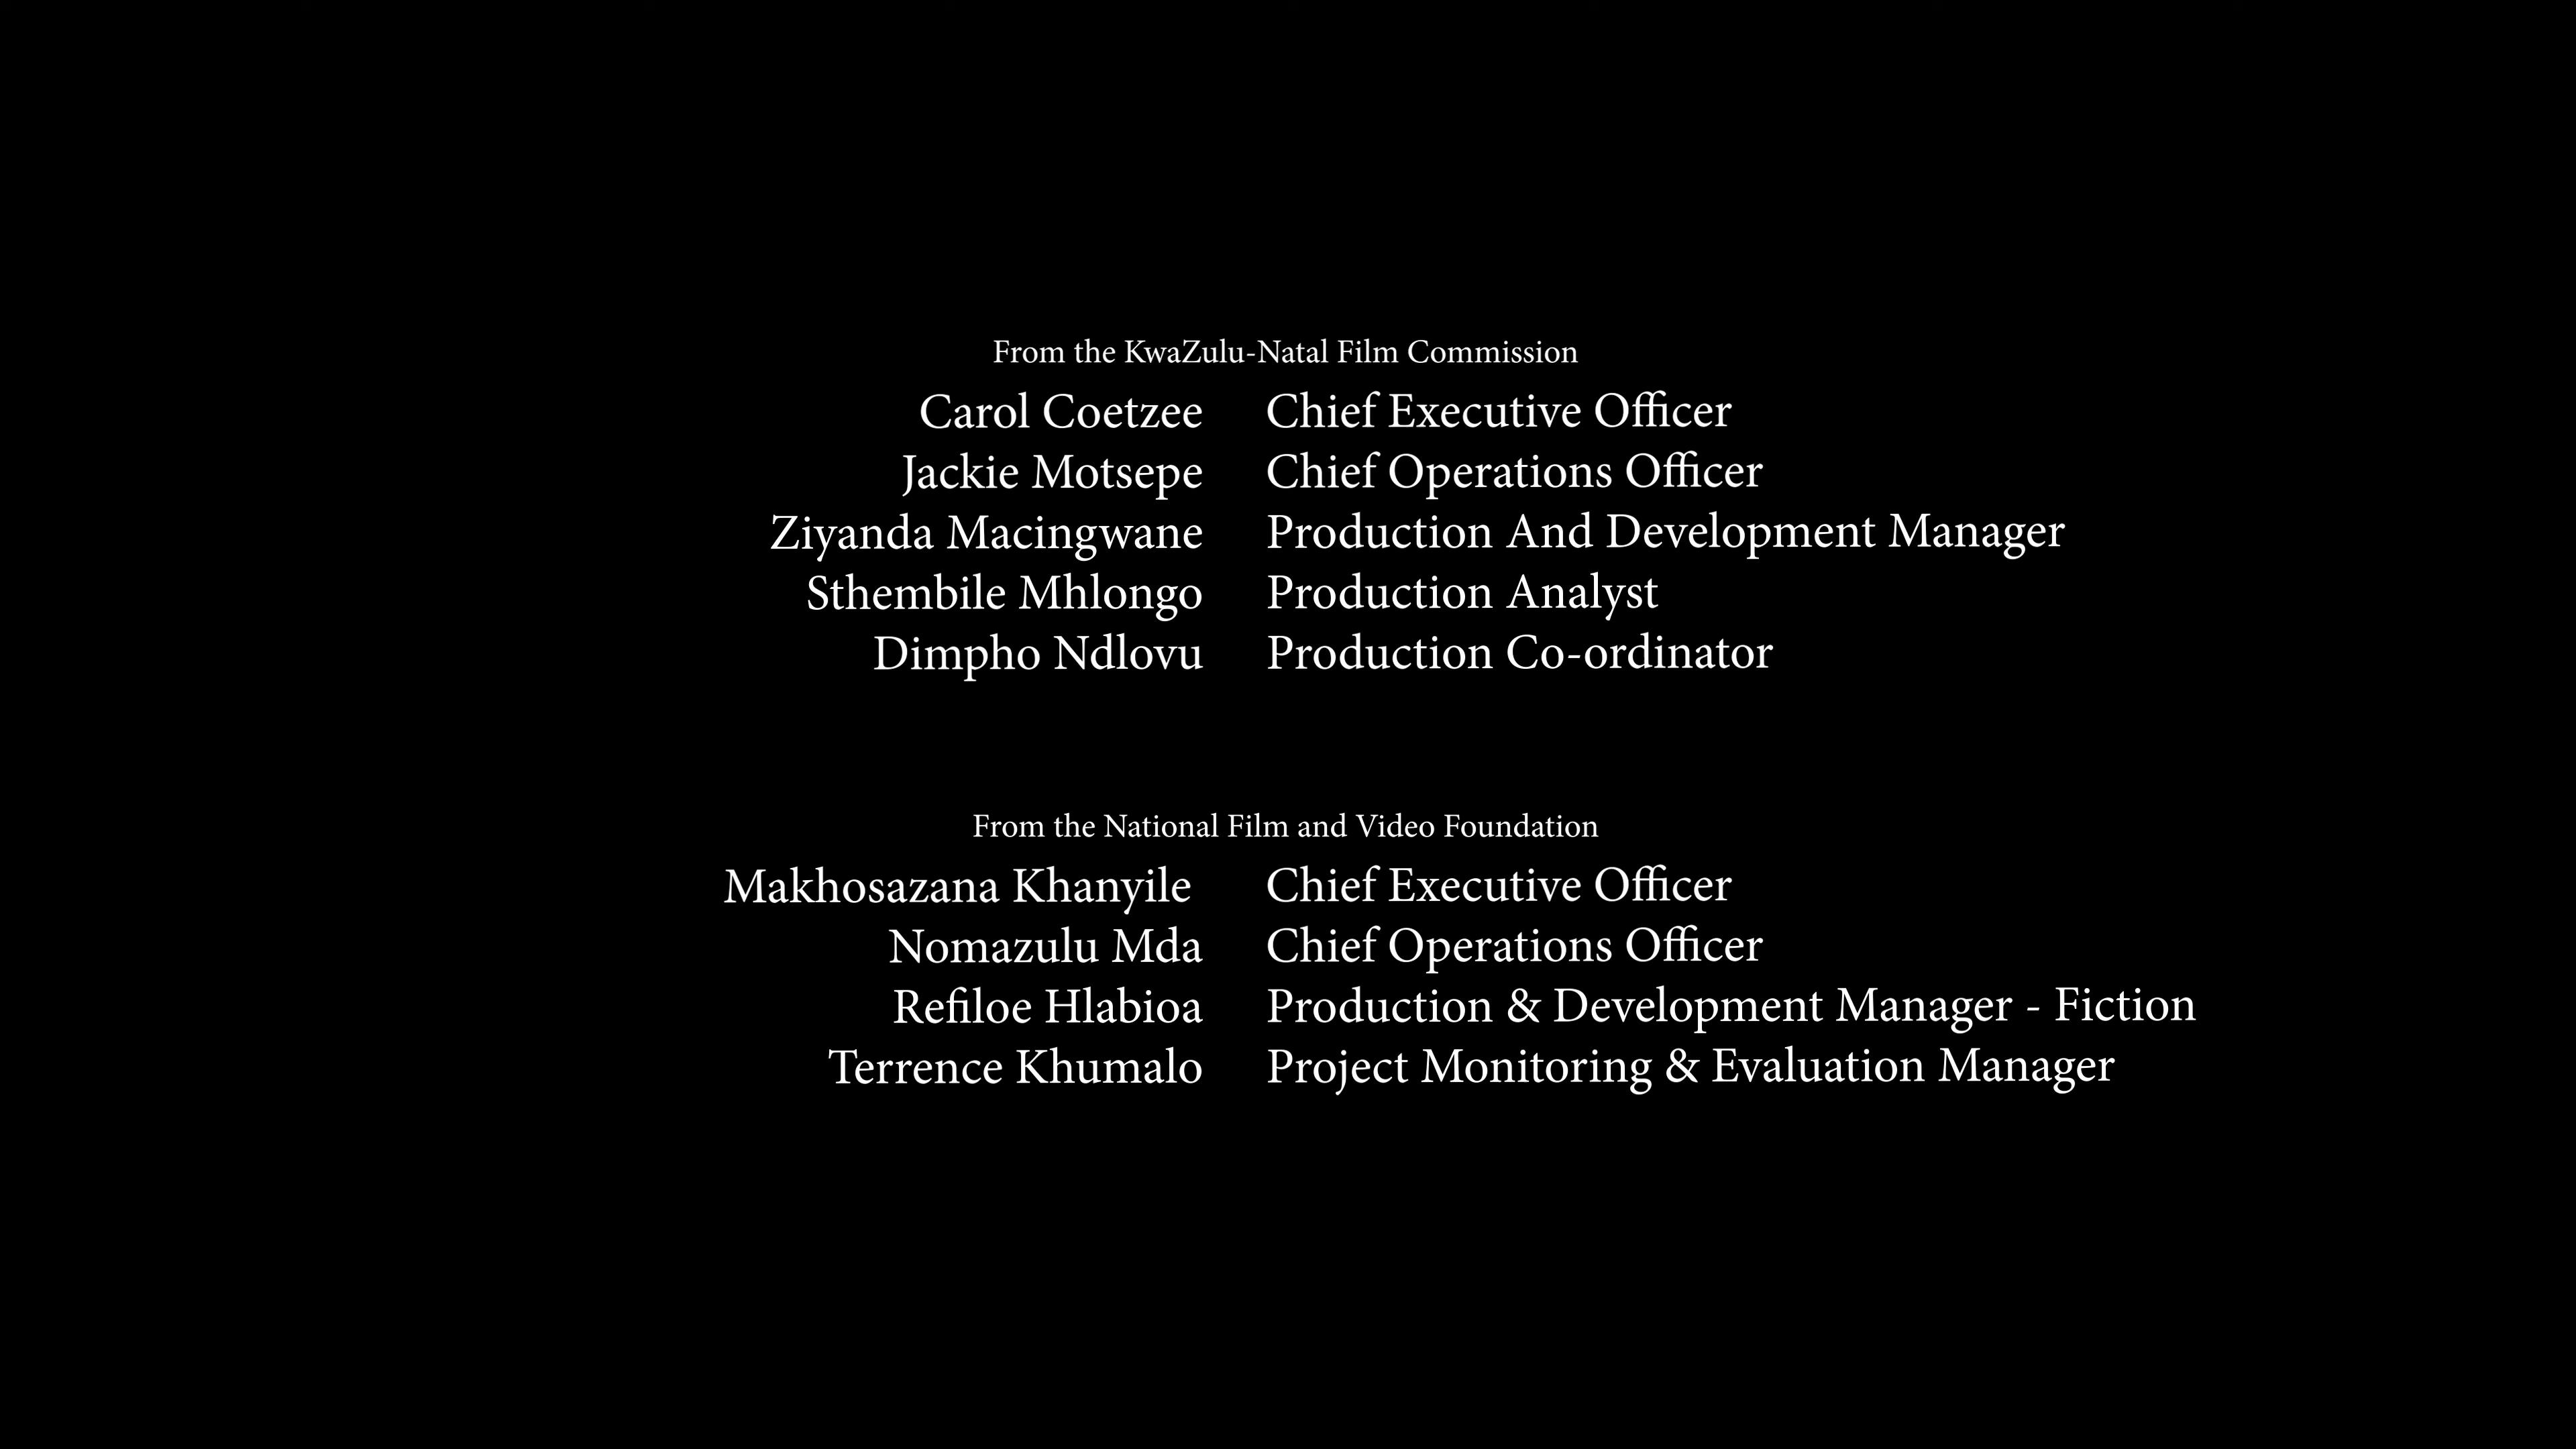 From the KwaZulu-Natal Film Commission
Carol Coetzee Chief Executive Officer
Jackie Motsepe Chief Operations Officer
Ziyanda Macingwane Production And Development Manager
Sthembile Mhlongo Production Analyst
Dimpho Ndlovu Production Co-ordinator
From the National Film and Video Foundation
Makhosazana Khanyile Chief Executive Officer
Nomazulu Mda Chief Operations Officer
Refiloe Hlabioa Production & Development Manager - Fiction
Terrence Khumalo Project Monitoring & Evaluation Manager